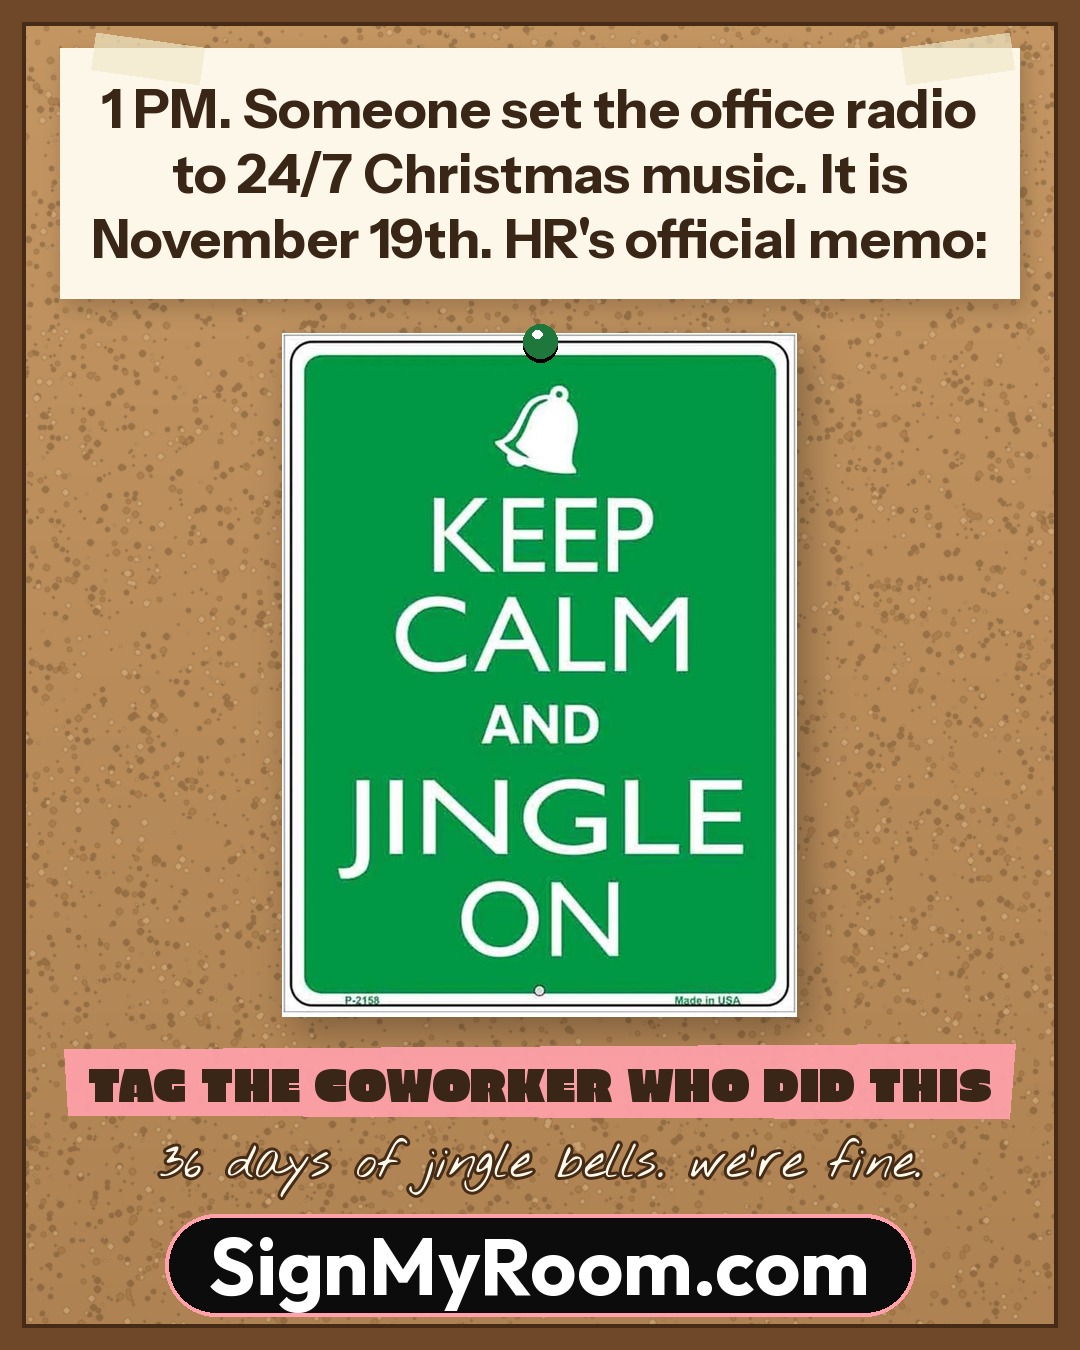 1 PM. Someone set the office radio
to 24/7 Christmas music. It is
November 19th. HR's official memo:
KEEP
CALM
AND
JINGLE
ON
P-2158 Made in USA
TAG THE COWORKER WHO DID THIS
36 days of jingle bells. we're fine.
SignMyRoom.com